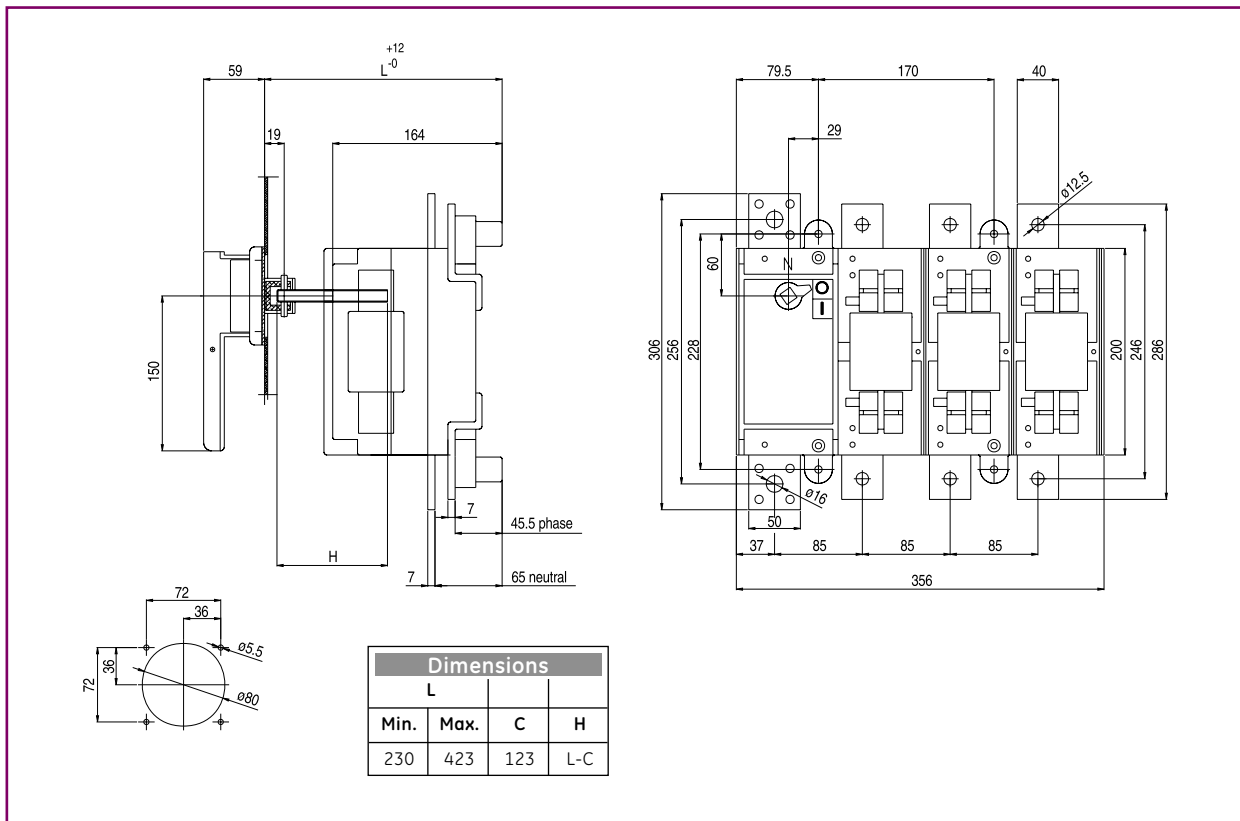 +12
59
L-0
19
164
150
7
45.5 phase
H
7
65 neutral
79.5
170
40
29
ø12.5
60
N
O
I
306
256
228
200
246
286
ø16
50
37
85
85
85
356
72
36
ø5.5
72
36
ø80
Dimensions
L
Min. Max. C H
230 423 123 L-C